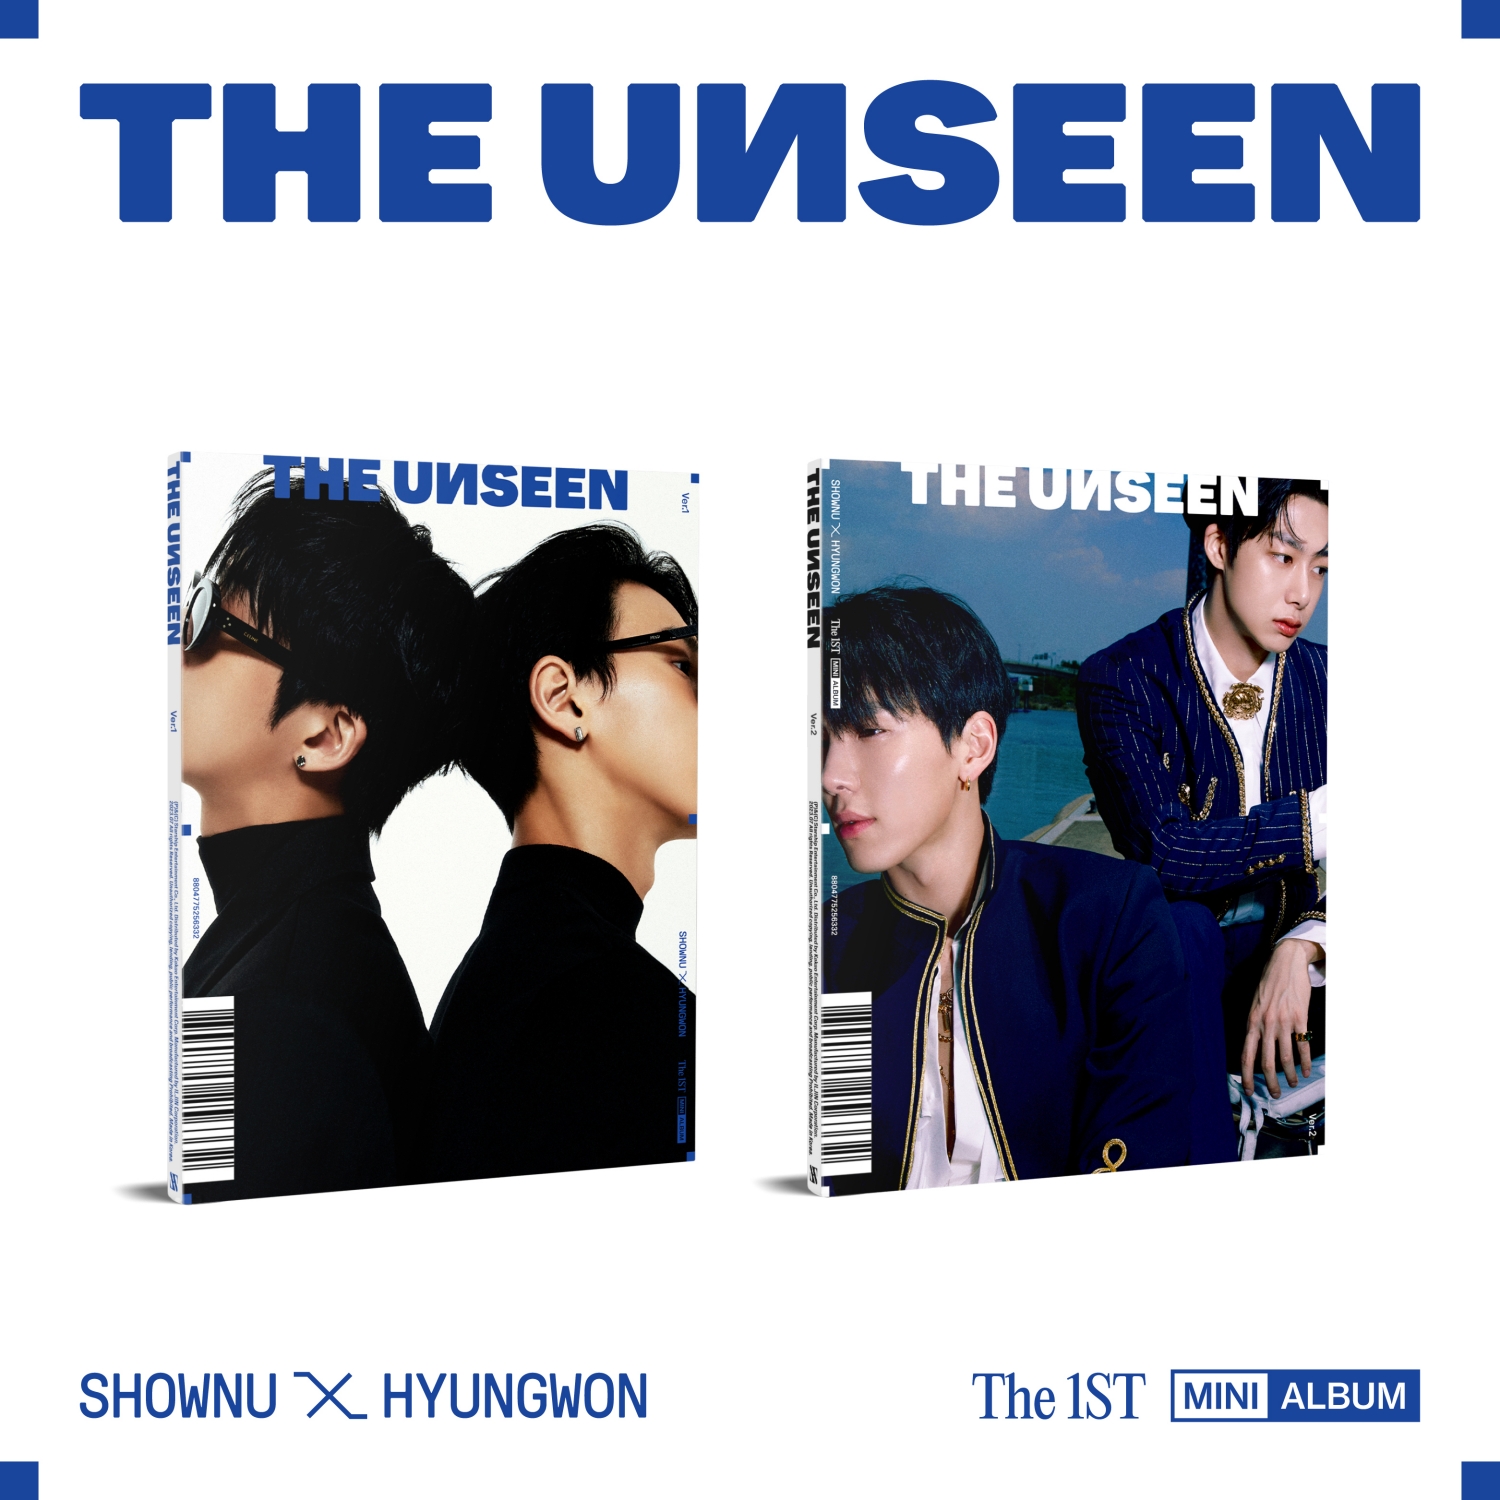 THE UNSEEN
THE UNSEEN
Ver.1
THE UNSEEN
Ver.1
8804775256332
SHOWNU X HYUNGWON
The 1ST MINI ALBUM
THE UNSEEN
SHOWNU X HYUNGWON
The 1ST MINI ALBUM
THE UNSEEN
Ver.2
8804775256332
Ver.2
SHOWNU X HYUNGWON
The 1ST MINI ALBUM